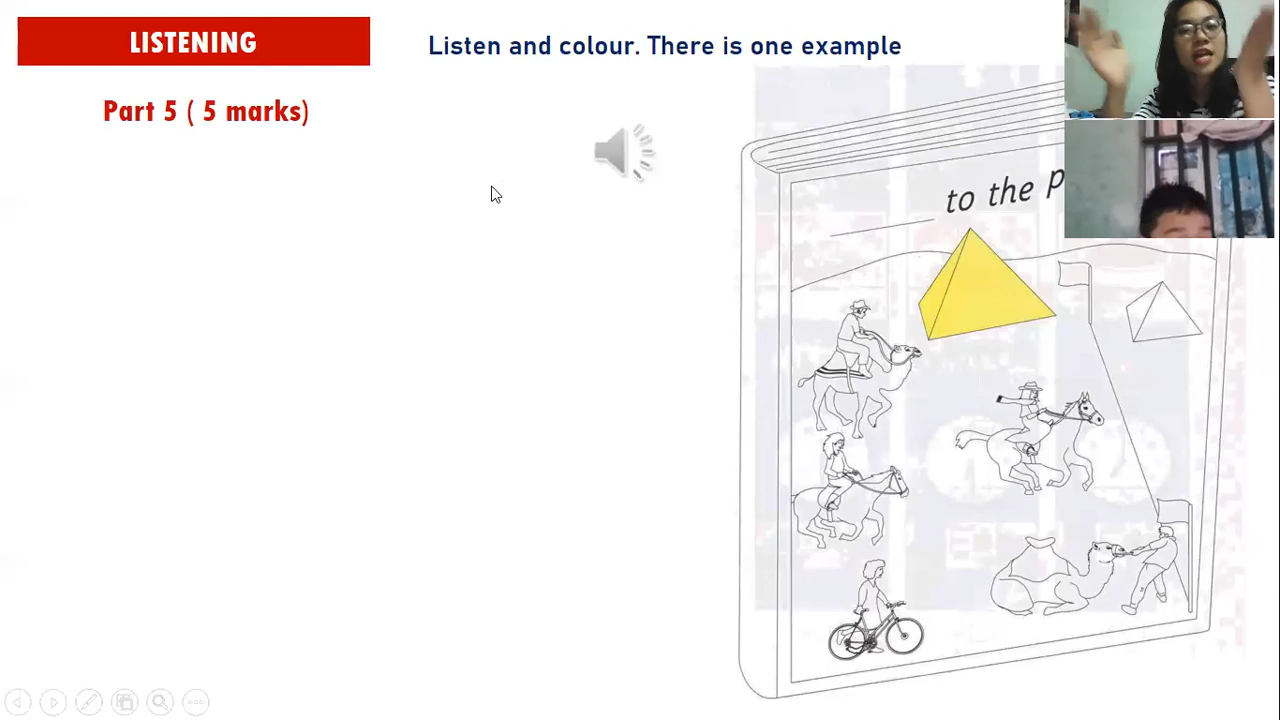 LISTENING
Listen and colour. There is one example
Part 5 ( 5 marks)
to the p